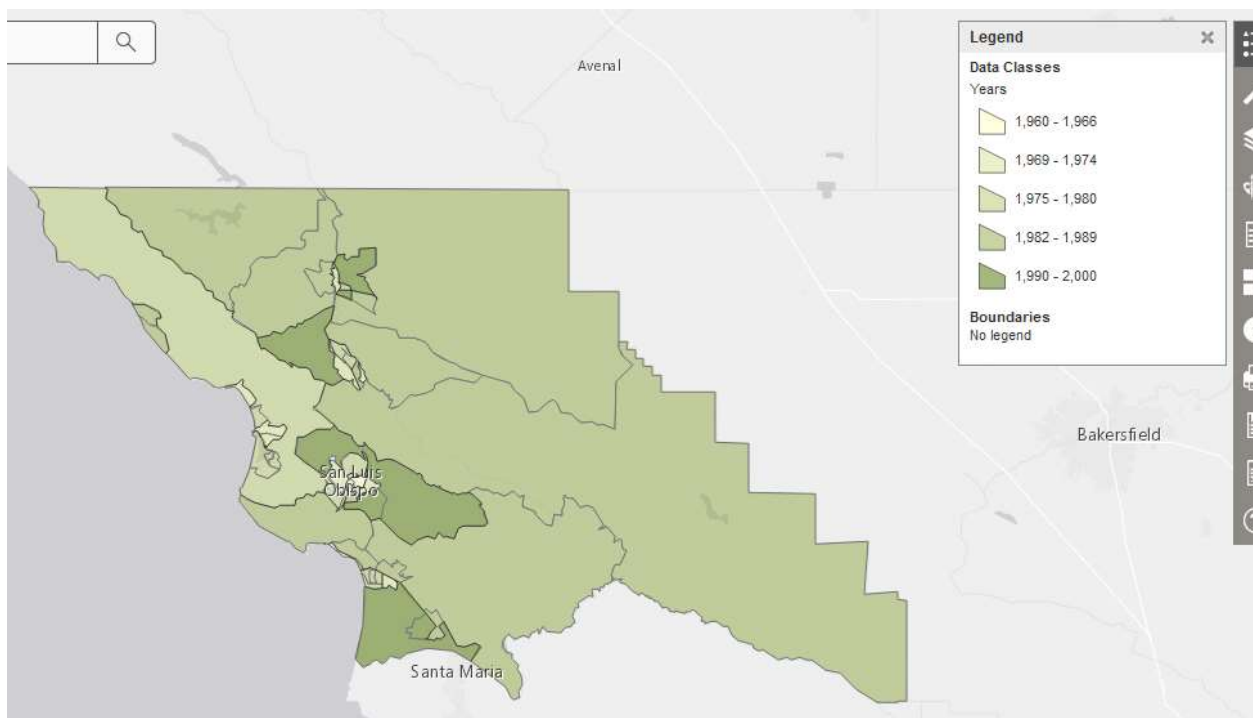 Legend
Data Classes
Years
1,960 - 1,966
1,969 - 1,974
1,975 - 1,980
1,982 - 1,989
1,990 - 2,000
Boundaries
No legend
Avenal
Bakersfield
San Luis
Obispo
Santa Maria